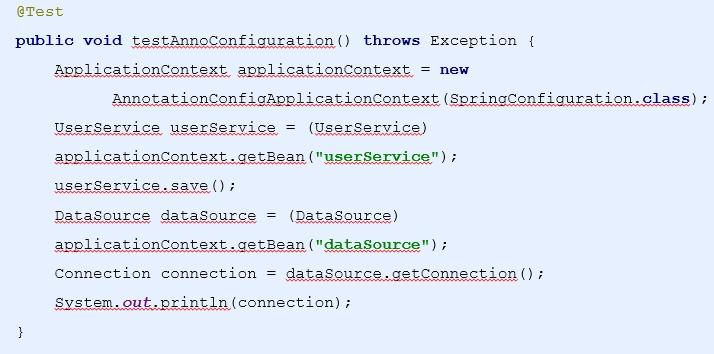 @Test
public void testAnnoConfiguration() throws Exception {
ApplicationContext applicationContext = new
AnnotationConfigApplicationContext(SpringConfiguration.class);
UserService userService = (UserService)
applicationContext.getBean("userService");
userService.save();
DataSource dataSource = (DataSource)
applicationContext.getBean("dataSource");
Connection connection = dataSource.getConnection();
System.out.println(connection);
}